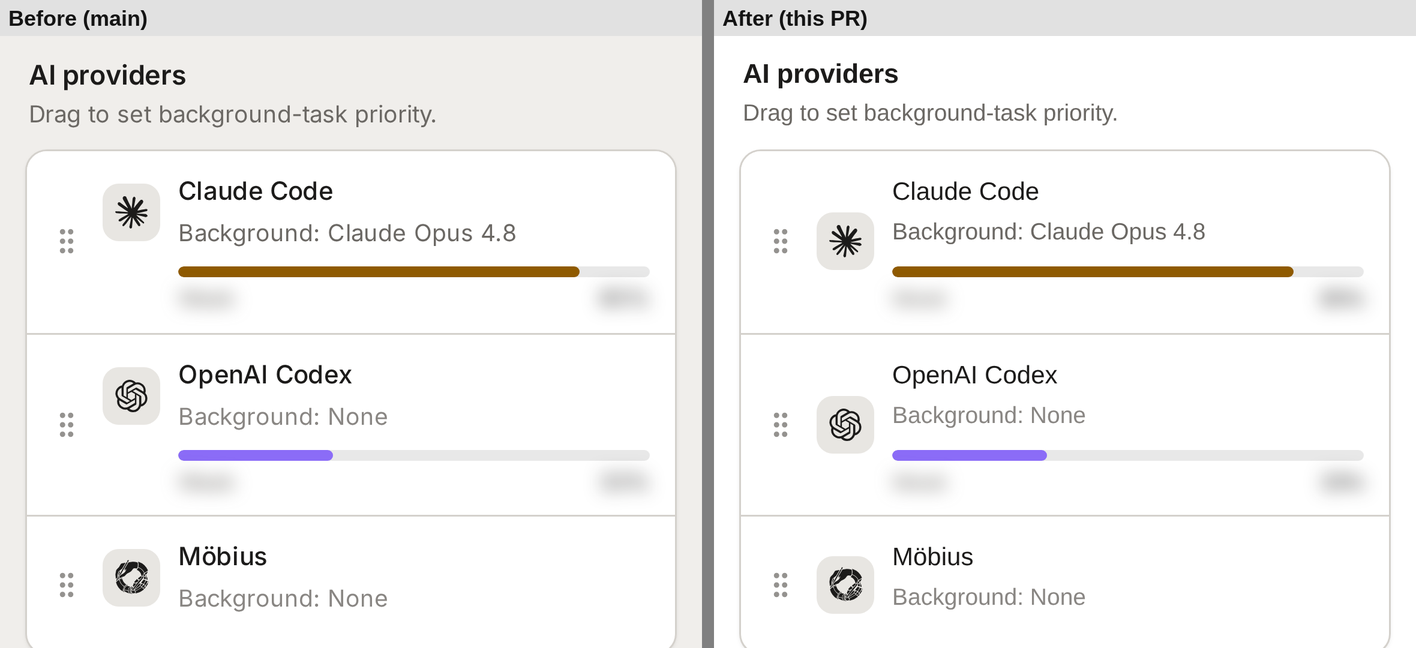 Before (main)
AI providers
Drag to set background-task priority.
Claude Code
Background: Claude Opus 4.8
OpenAI Codex
Background: None
Möbius
Background: None
After (this PR)
AI providers
Drag to set background-task priority.
Claude Code
Background: Claude Opus 4.8
OpenAI Codex
Background: None
Möbius
Background: None